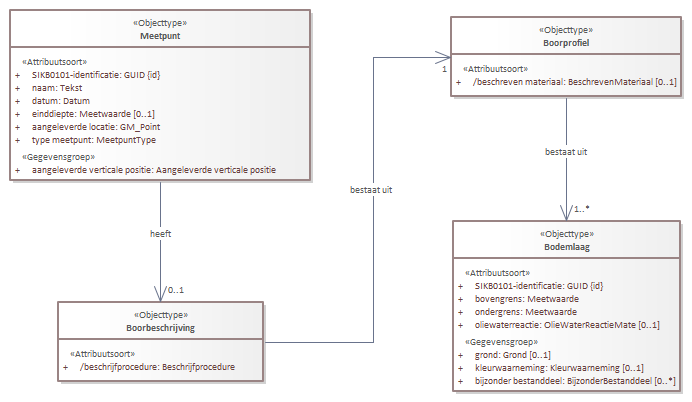 «Objecttype»
Meetpunt
«Attribuutsoort»
+ SIKB0101-identificatie: GUID {id}
+ naam: Tekst
+ datum: Datum
+ einddiepte: Meetwaarde [0..1]
+ aangeleverde locatie: GM_Point
+ type meetpunt: MeetpuntType
«Gegevensgroep»
+ aangeleverde verticale positie: Aangeleverde verticale positie
heeft
0..1
«Objecttype»
Boorbeschrijving
«Attribuutsoort»
+ /beschrijfprocedure: Beschrijfprocedure
bestaat uit
1
«Objecttype»
Boorprofiel
«Attribuutsoort»
+ /beschreven materiaal: BeschrevenMateriaal [0..1]
bestaat uit
1..*
«Objecttype»
Bodemlaag
«Attribuutsoort»
+ SIKB0101-identificatie: GUID {id}
+ bovengrens: Meetwaarde
+ ondergrens: Meetwaarde
+ oliewaterreactie: OlieWaterReactieMate [0..1]
«Gegevensgroep»
+ grond: Grond [0..1]
+ kleurwaarneming: Kleurwaarneming [0..1]
+ bijzonder bestanddeel: BijzonderBestanddeel [0..*]